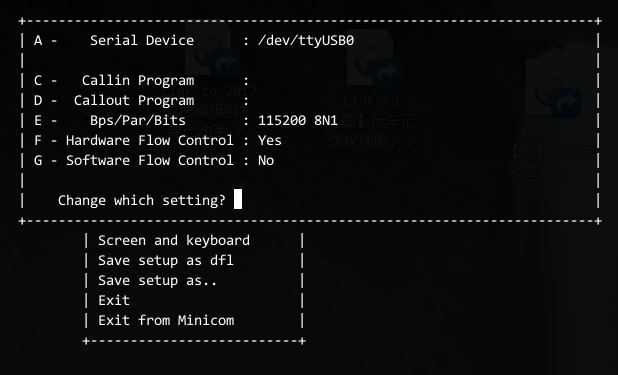 A -    Serial Device      : /dev/ttyUSB0
C -   Callin Program      :
D -  Callout Program      :
E -    Bps/Par/Bits       : 115200 8N1
F - Hardware Flow Control : Yes
G - Software Flow Control : No
Change which setting?
Screen and keyboard
Save setup as dfl
Save setup as..
Exit
Exit from Minicom